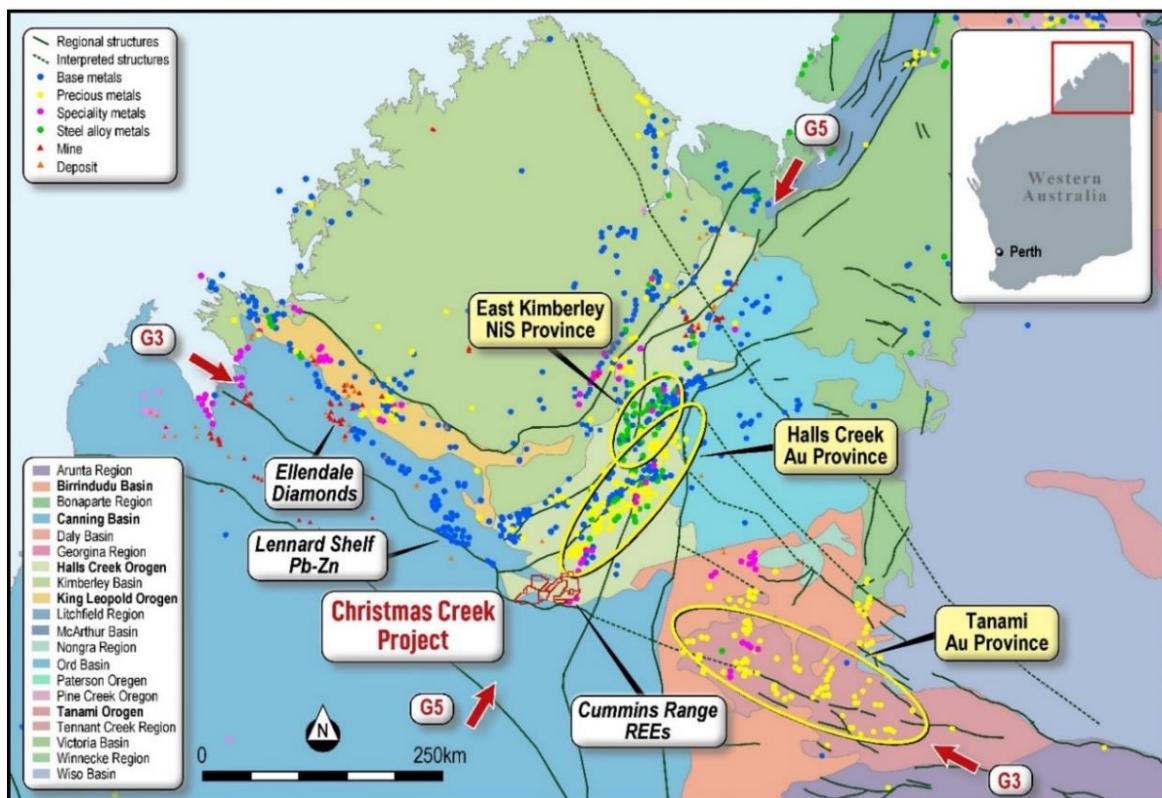 Regional structures
Interpreted structures
Base metals
Precious metals
Speciality metals
Steel alloy metals
Mine
Deposit
G5
Western
Australia
Perth
East Kimberley
NiS Province
G3
Halls Creek
Au Province
Ellendale
Diamonds
Lennard Shelf
Pb-Zn
Christmas Creek
Project
Tanami
Au Province
Cummins Range
REEs
G5
G3
Arunta Region
Birrindudu Basin
Bonaparte Region
Canning Basin
Daly Basin
Georgina Region
Halls Creek Orogen
Kimberley Basin
King Leopold Orogen
Litchfield Region
McArthur Basin
Nongra Region
Ord Basin
Paterson Oregen
Pine Creek Oregon
Tanami Orogen
Tennant Creek Region
Victoria Basin
Winnecke Region
Wiso Basin
N
0
250km